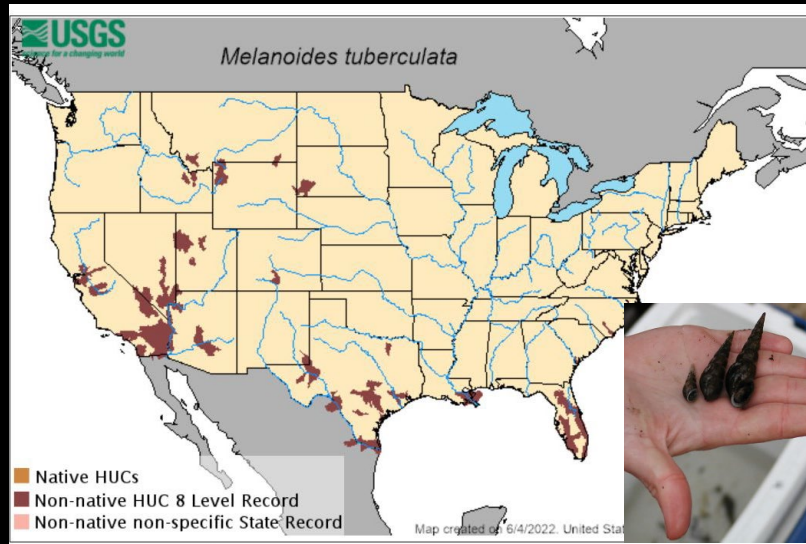 USGS
science for a changing world
Melanoides tuberculata
Native HUCs
Non-native HUC 8 Level Record
Non-native non-specific State Record
Map created on 6/4/2022. United Stat